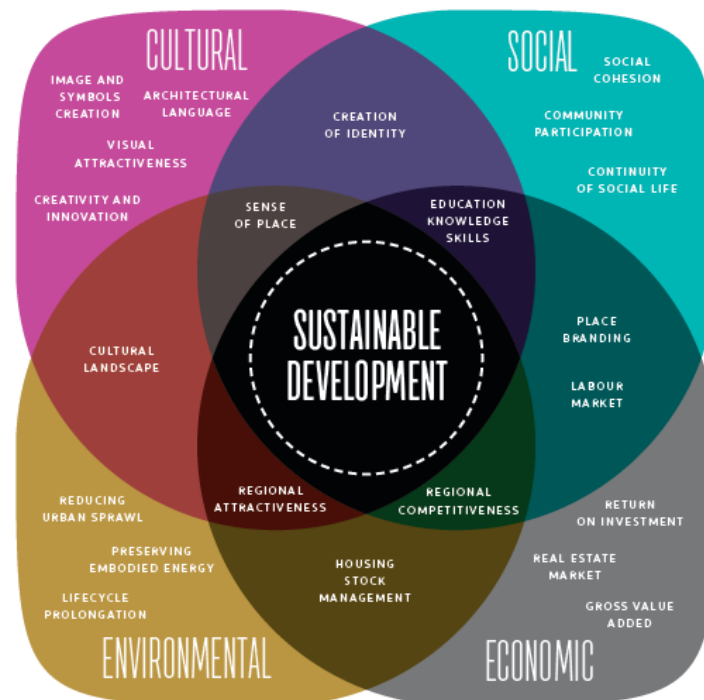 CULTURAL
IMAGE AND
SYMBOLS
CREATION
ARCHITECTURAL
LANGUAGE
VISUAL
ATTRACTIVENESS
CREATIVITY AND
INNOVATION
CREATION
OF IDENTITY
SOCIAL
SOCIAL
COHESION
COMMUNITY
PARTICIPATION
CONTINUITY
OF SOCIAL LIFE
SENSE
OF PLACE
EDUCATION
KNOWLEDGE
SKILLS
CULTURAL
LANDSCAPE
SUSTAINABLE
DEVELOPMENT
PLACE
BRANDING
LABOUR
MARKET
REGIONAL
ATTRACTIVENESS
REGIONAL
COMPETITIVENESS
REDUCING
URBAN SPRAWL
PRESERVING
EMBODIED ENERGY
LIFECYCLE
PROLONGATION
ENVIRONMENTAL
HOUSING
STOCK
MANAGEMENT
RETURN
ON INVESTMENT
REAL ESTATE
MARKET
GROSS VALUE
ADDED
ECONOMIC